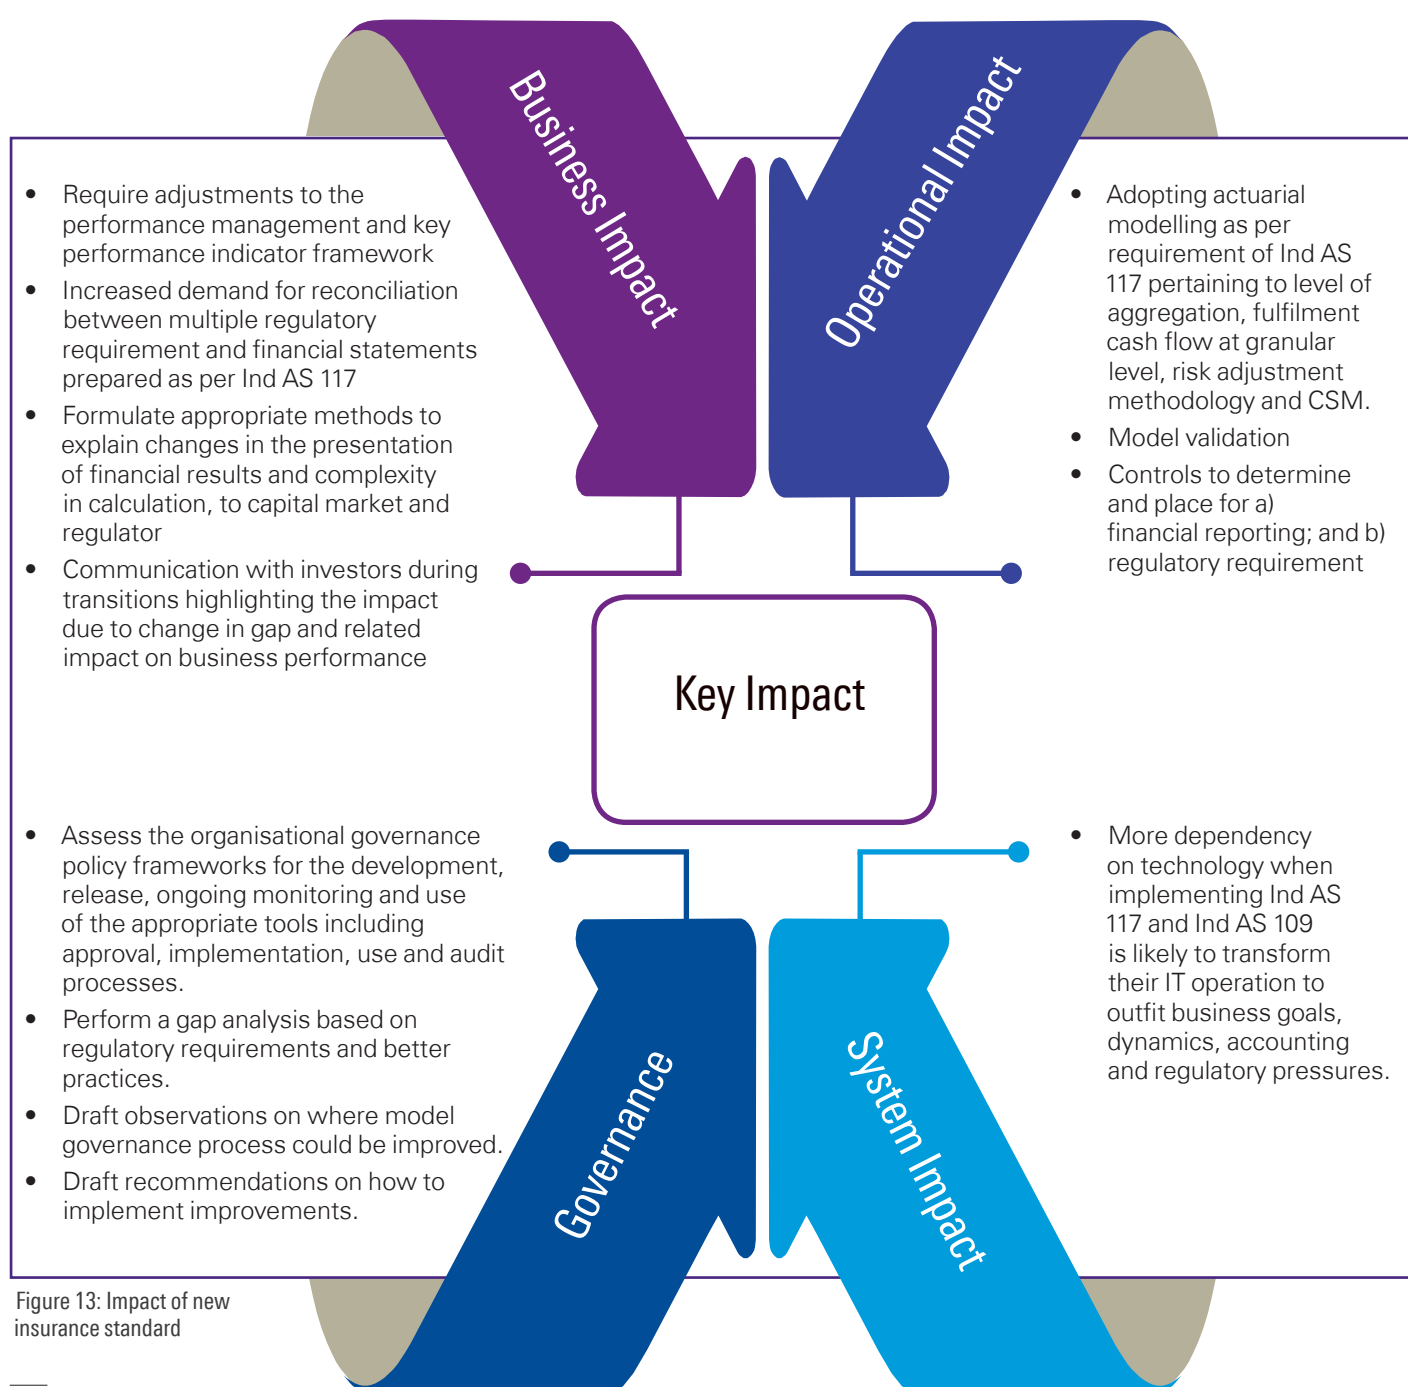 Business Impact
Operational Impact
• Require adjustments to the
performance management and key
performance indicator framework
• Increased demand for reconciliation
between multiple regulatory
requirement and financial statements
prepared as per Ind AS 117
• Formulate appropriate methods to
explain changes in the presentation
of financial results and complexity
in calculation, to capital market and
regulator
• Communication with investors during
transitions highlighting the impact
due to change in gap and related
impact on business performance
• Adopting actuarial
modelling as per
requirement of Ind AS
117 pertaining to level of
aggregation, fulfilment
cash flow at granular
level, risk adjustment
methodology and CSM.
• Model validation
• Controls to determine
and place for a)
financial reporting; and b)
regulatory requirement
Key Impact
• Assess the organisational governance
policy frameworks for the development,
release, ongoing monitoring and use
of the appropriate tools including
approval, implementation, use and audit
processes.
• Perform a gap analysis based on
regulatory requirements and better
practices.
• Draft observations on where model
governance process could be improved.
• Draft recommendations on how to
implement improvements.
• More dependency
on technology when
implementing Ind AS
117 and Ind AS 109
is likely to transform
their IT operation to
outfit business goals,
dynamics, accounting
and regulatory pressures.
Governance
System Impact
Figure 13: Impact of new
insurance standard